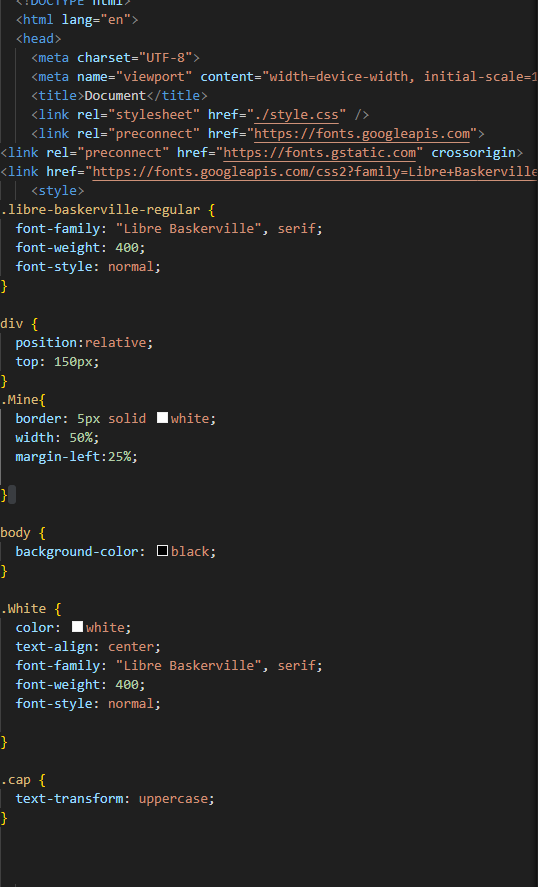 <!DOCTYPE html>
<html lang="en">
<head>
<meta charset="UTF-8">
<meta name="viewport" content="width=device-width, initial-scale=1
<title>Document</title>
<link rel="stylesheet" href="./style.css" />
<link rel="preconnect" href="https://fonts.googleapis.com">
<link rel="preconnect" href="https://fonts.gstatic.com" crossorigin>
<link href="https://fonts.googleapis.com/css2?family=Libre+Baskerville
<style>
.libre-baskerville-regular {
font-family: "Libre Baskerville", serif;
font-weight: 400;
font-style: normal;
}
div {
position:relative;
top: 150px;
}
.Mine{
border: 5px solid white;
width: 50%;
margin-left:25%;
}
body {
background-color: black;
}
.White {
color: white;
text-align: center;
font-family: "Libre Baskerville", serif;
font-weight: 400;
font-style: normal;
}
.cap {
text-transform: uppercase;
}